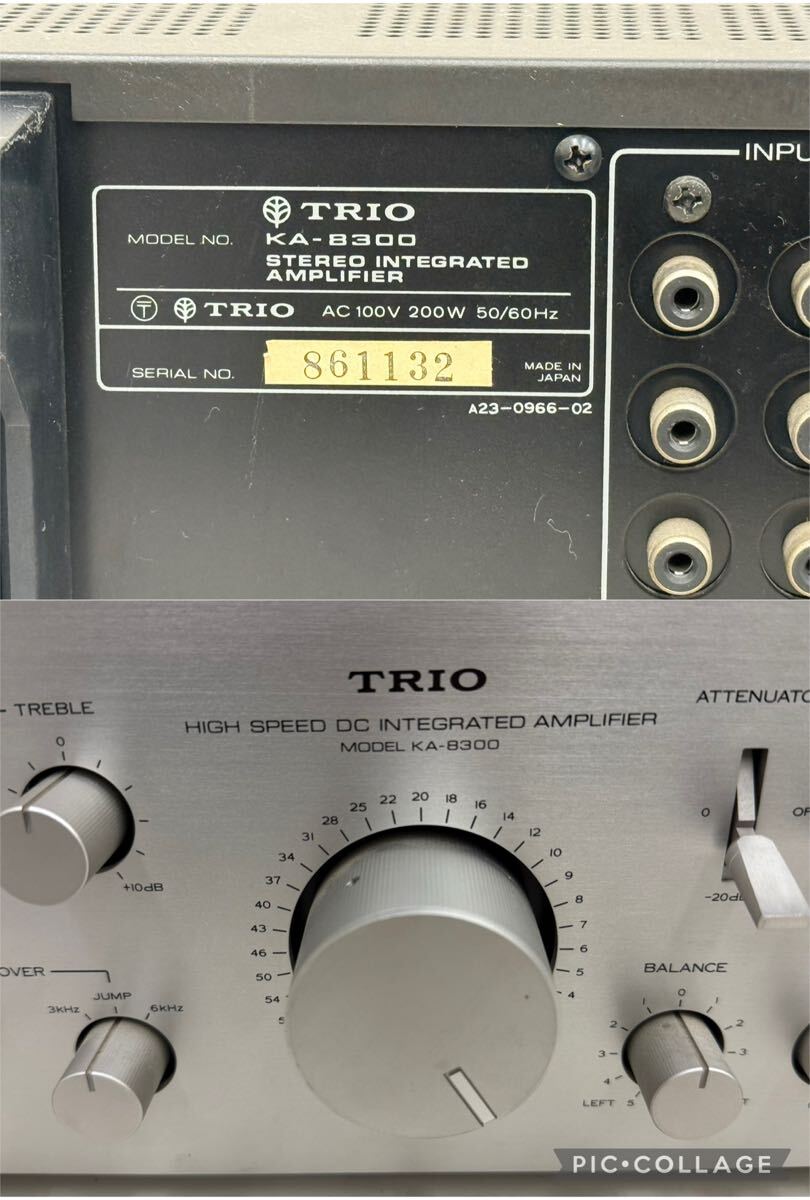 INPU
TRIO
MODEL NO. KA-8300
STEREO INTEGRATED
AMPLIFIER
〒 TRIO AC 100V 200W 50/60Hz
SERIAL NO. 861132
MADE IN
JAPAN
A23-0966-02
TRIO
HIGH SPEED DC INTEGRATED AMPLIFIER
MODEL KA-8300
TREBLE
0
+10dB
OVER
JUMP
3kHz 6kHz
54 50 46 43 40 37 34 31 28 25 22 20 18 16 14 12 10 9 8 7 6 5 4
ATTENUATO
0
-20dB
BALANCE
0
1 1
2 2
3 3
4
LEFT 5
PIC•COLLAGE